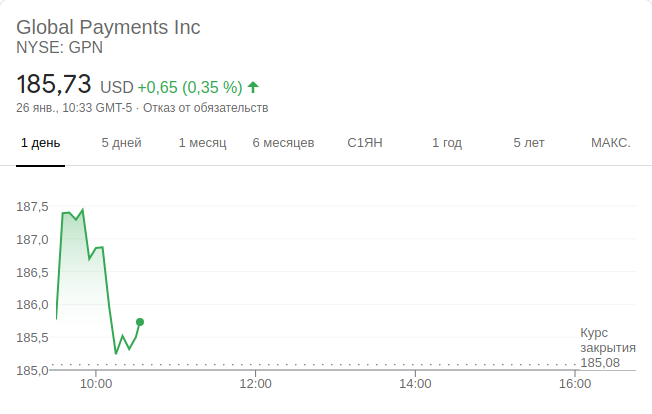 Global Payments Inc
NYSE: GPN
185,73 USD +0,65 (0,35 %)
26 янв., 10:33 GMT-5 · Отказ от обязательств
1 день 5 дней 1 месяц 6 месяцев С1ЯН 1 год 5 лет МАКС.
187,5
187,0
186,5
186,0
185,5
185,0
Курс
закрытия
185,08
10:00 12:00 14:00 16:00